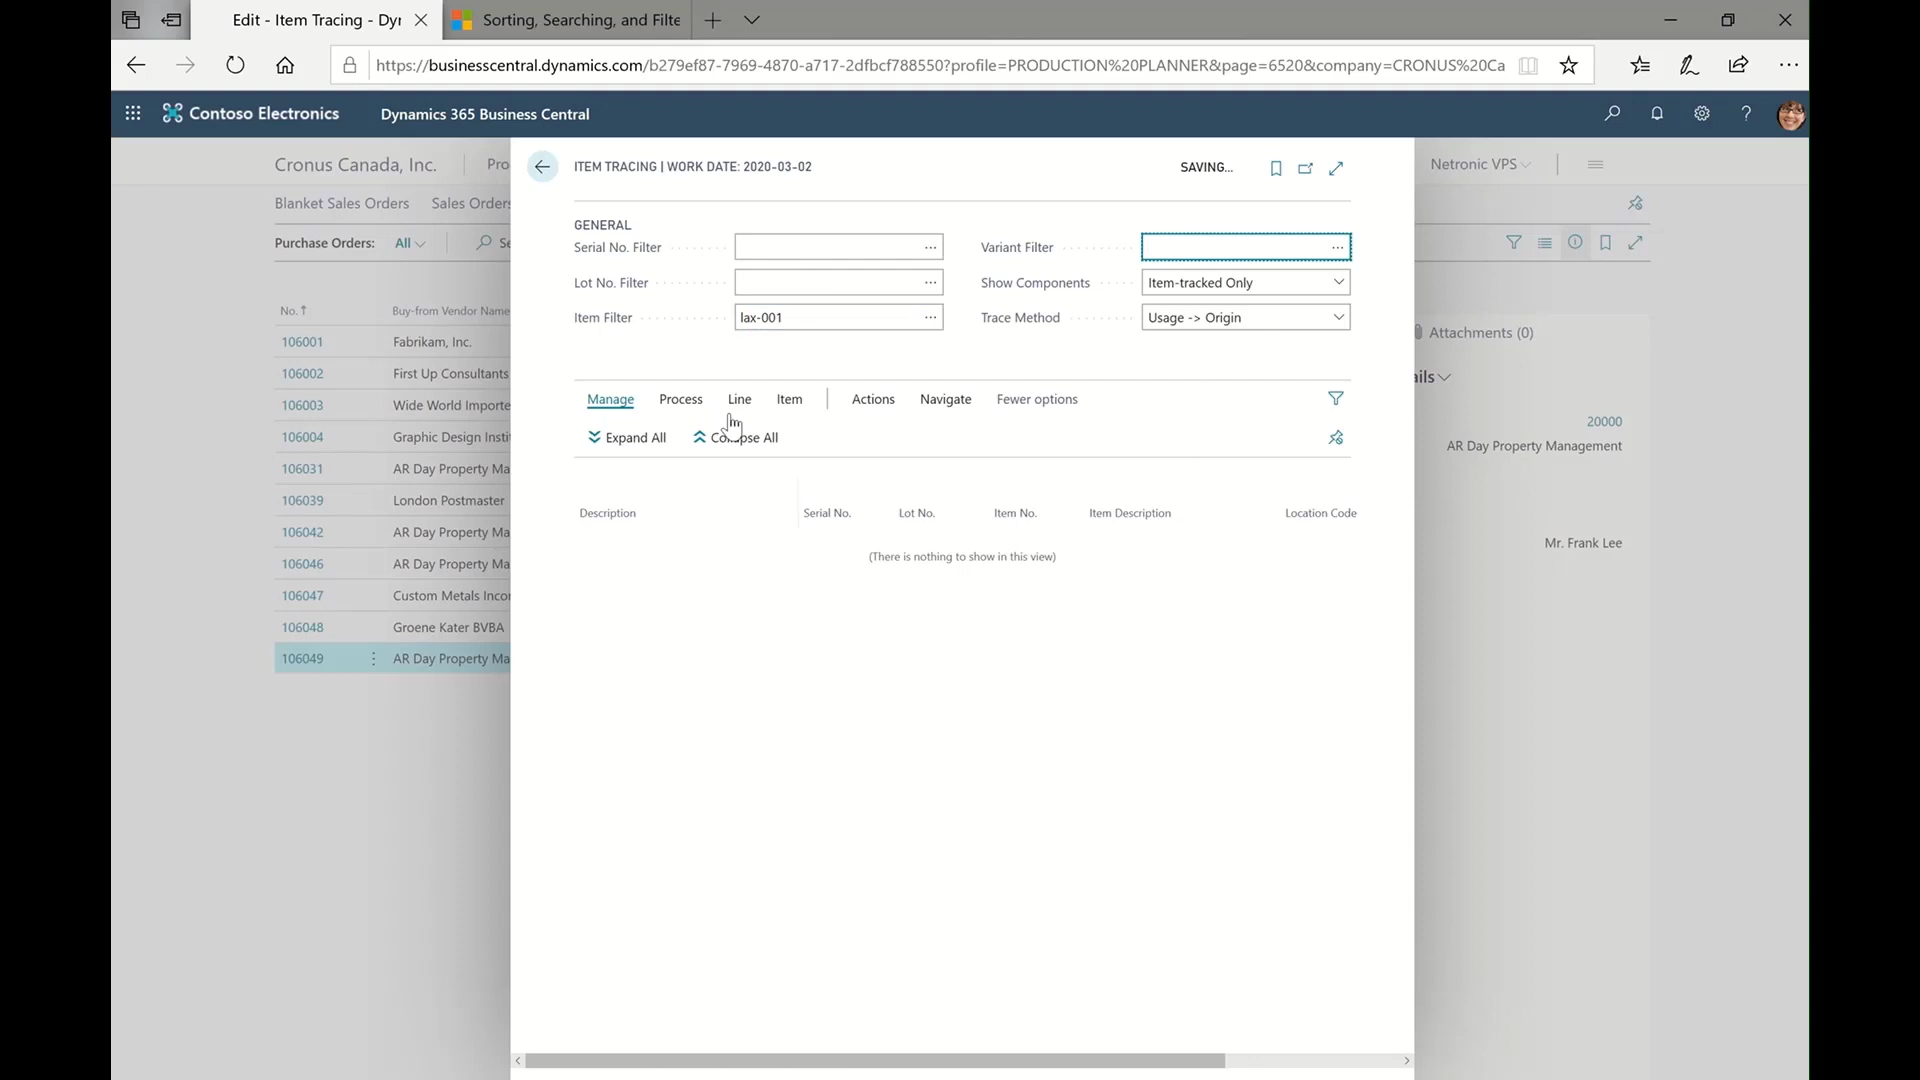 Edit - Item Tracing - Dyr
Sorting, Searching, and Filte
https://businesscentral.dynamics.com/b279ef87-7969-4870-a717-2dfbcf788550?profile=PRODUCTION%20PLANNER&page=6520&company=CRONUS%20Ca
Contoso Electronics
Dynamics 365 Business Central
?
Cronus Canada, Inc.
Pro
Netronic VPS
Blanket Sales Orders
Sales Orders
Purchase Orders:
All
Se
No. ↑
Buy-from Vendor Name
106001 Fabrikam, Inc.
106002 First Up Consultants
106003 Wide World Importe
106004 Graphic Design Insti
106031 AR Day Property Ma
106039 London Postmaster
106042 AR Day Property Ma
106046 AR Day Property Ma
106047 Custom Metals Incor
106048 Groene Kater BVBA
106049 AR Day Property Ma
ITEM TRACING | WORK DATE: 2020-03-02
SAVING...
GENERAL
Serial No. Filter
Variant Filter
Lot No. Filter
Show Components Item-tracked Only
Item Filter lax-001
Trace Method Usage -> Origin
Manage Process Line Item Actions Navigate Fewer options
Expand All
All
Description Serial No. Lot No. Item No. Item Description Location Code
(There is nothing to show in this view)
Attachments (0)
ails
20000
AR Day Property Management
Mr. Frank Lee